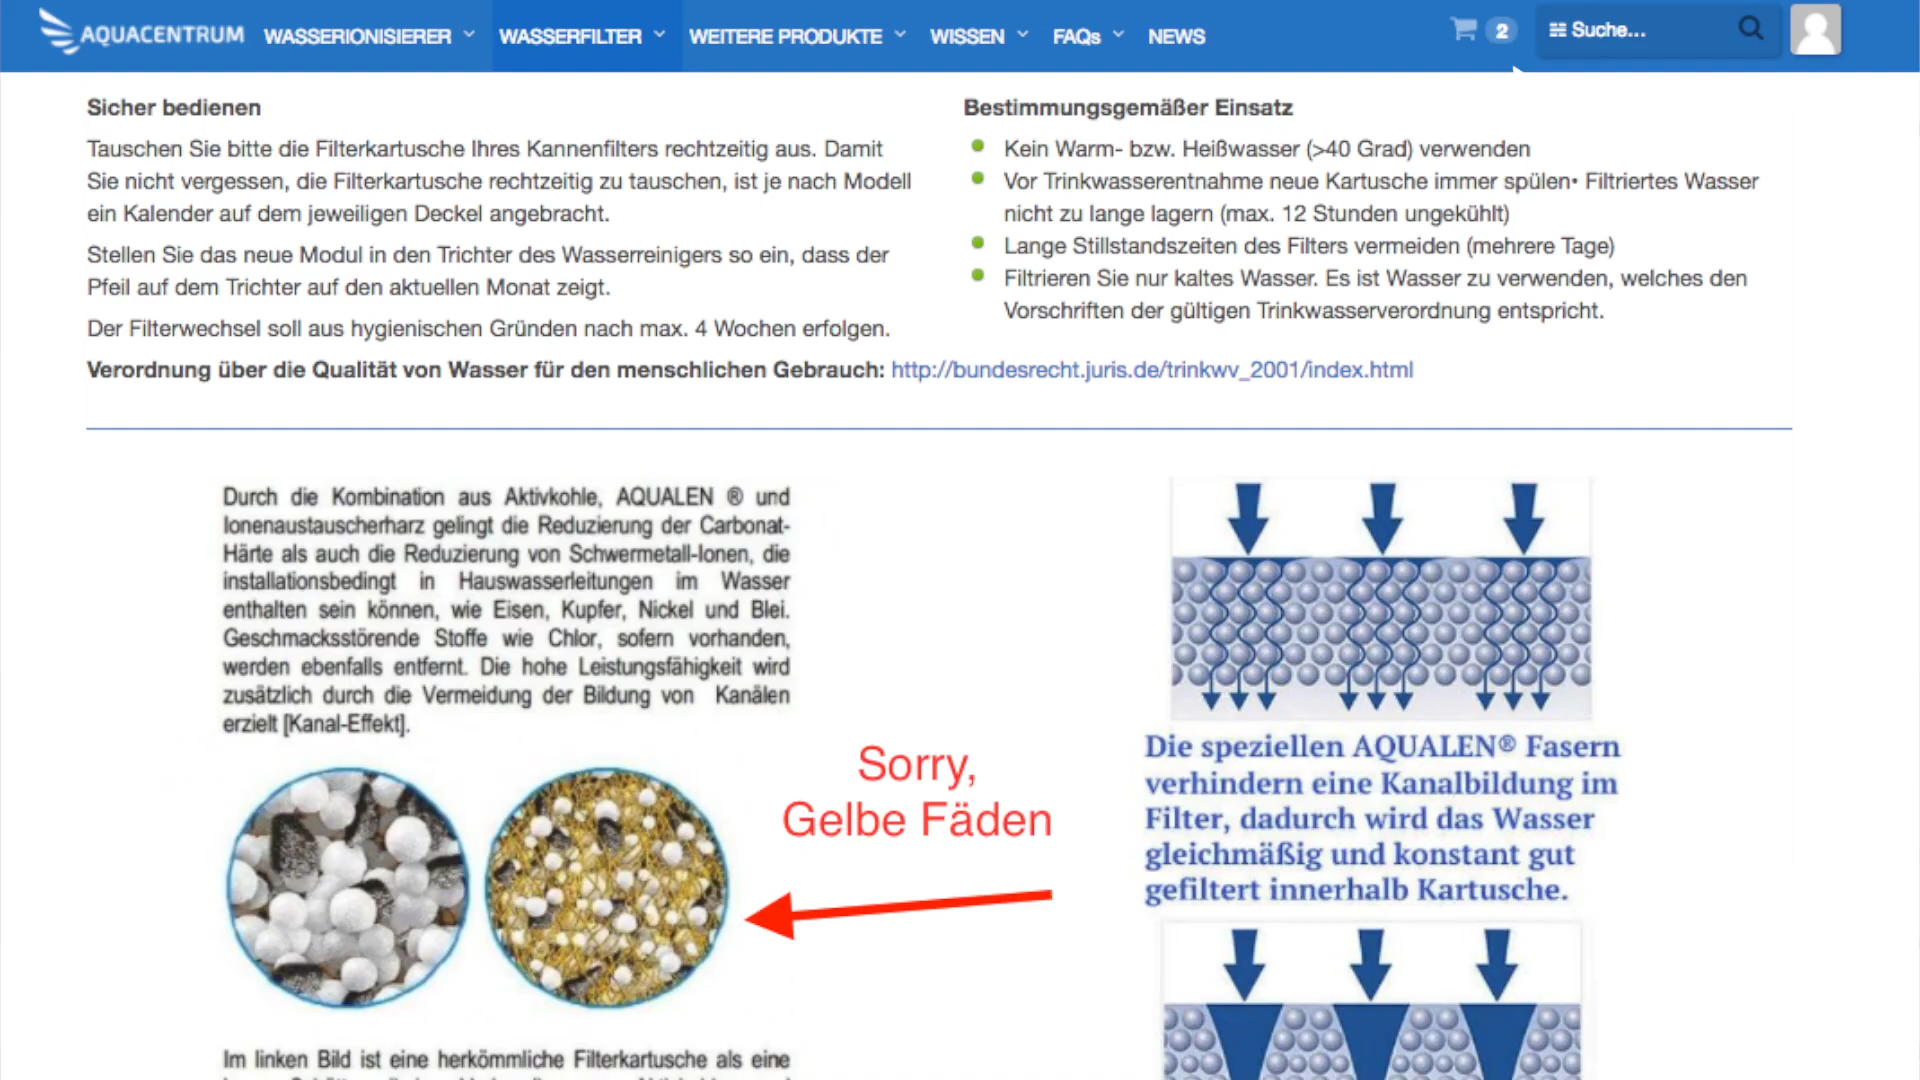 AQUACENTRUM
WASSERIONISIERER
WASSERFILTER
WEITERE PRODUKTE
WISSEN
FAQs
NEWS
2
Suche...
Sicher bedienen
Tauschen Sie bitte die Filterkartusche Ihres Kannenfilters rechtzeitig aus. Damit
Sie nicht vergessen, die Filterkartusche rechtzeitig zu tauschen, ist je nach Modell
ein Kalender auf dem jeweiligen Deckel angebracht.
Stellen Sie das neue Modul in den Trichter des Wasserreinigers so ein, dass der
Pfeil auf dem Trichter auf den aktuellen Monat zeigt.
Der Filterwechsel soll aus hygienischen Gründen nach max. 4 Wochen erfolgen.
Bestimmungsgemäßer Einsatz
Kein Warm- bzw. Heißwasser (>40 Grad) verwenden
Vor Trinkwasserentnahme neue Kartusche immer spülen• Filtriertes Wasser
nicht zu lange lagern (max. 12 Stunden ungekühlt)
Lange Stillstandszeiten des Filters vermeiden (mehrere Tage)
Filtrieren Sie nur kaltes Wasser. Es ist Wasser zu verwenden, welches den
Vorschriften der gültigen Trinkwasserverordnung entspricht.
Verordnung über die Qualität von Wasser für den menschlichen Gebrauch: http://bundesrecht.juris.de/trinkwv_2001/index.html
Durch die Kombination aus Aktivkohle, AQUALEN ® und
Ionenaustauscherharz gelingt die Reduzierung der Carbonat-
Härte als auch die Reduzierung von Schwermetall-Ionen, die
installationsbedingt in Hauswasserleitungen im Wasser
enthalten sein können, wie Eisen, Kupfer, Nickel und Blei.
Geschmacksstörende Stoffe wie Chlor, sofern vorhanden,
werden ebenfalls entfernt. Die hohe Leistungsfähigkeit wird
zusätzlich durch die Vermeidung der Bildung von Kanälen
erzielt [Kanal-Effekt].
Sorry,
Gelbe Fäden
Die speziellen AQUALEN® Fasern
verhindern eine Kanalbildung im
Filter, dadurch wird das Wasser
gleichmäßig und konstant gut
gefiltert innerhalb Kartusche.
Im linken Bild ist eine herkömmliche Filterkartusche als eine